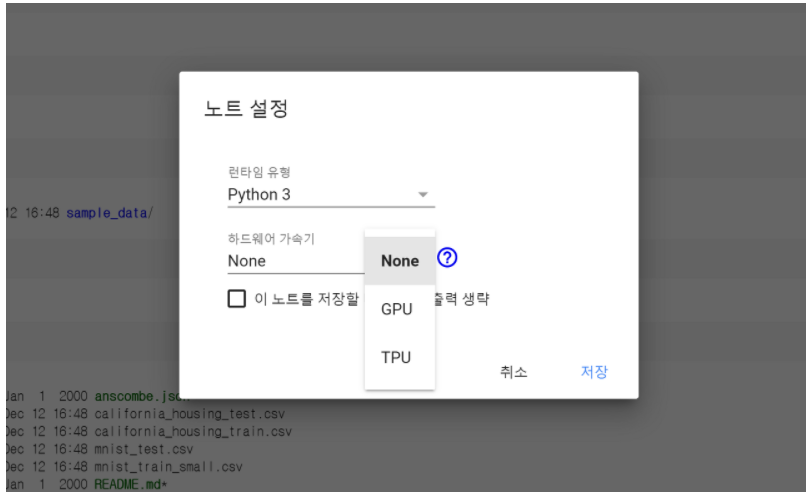 노트 설정
런타임 유형
Python 3
12 16:48 sample_data/
하드웨어 가속기
None
None
GPU
TPU
이 노트를 저장할
출력 생략
취소
저장
Jan 1 2000 anscombe.json
Dec 12 16:48 california_housing_test.csv
Dec 12 16:48 california_housing_train.csv
Dec 12 16:48 mnist_test.csv
Dec 12 16:48 mnist_train_small.csv
Jan 1 2000 README.md*